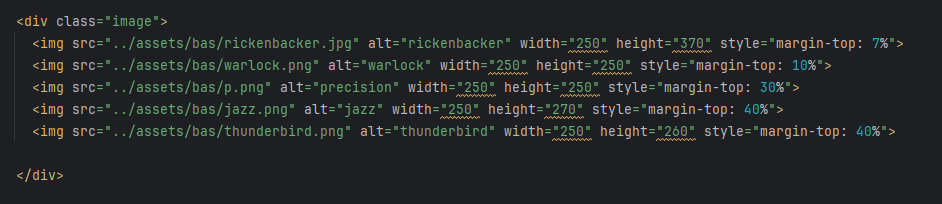 <div class="image">
<img src="../assets/bas/rickenbacker.jpg" alt="rickenbacker" width="250" height="370" style="margin-top: 7%">
<img src="../assets/bas/warlock.png" alt="warlock" width="250" height="250" style="margin-top: 10%">
<img src="../assets/bas/p.png" alt="precision" width="250" height="250" style="margin-top: 30%">
<img src="../assets/bas/jazz.png" alt="jazz" width="250" height="270" style="margin-top: 40%">
<img src="../assets/bas/thunderbird.png" alt="thunderbird" width="250" height="260" style="margin-top: 40%">
</div>